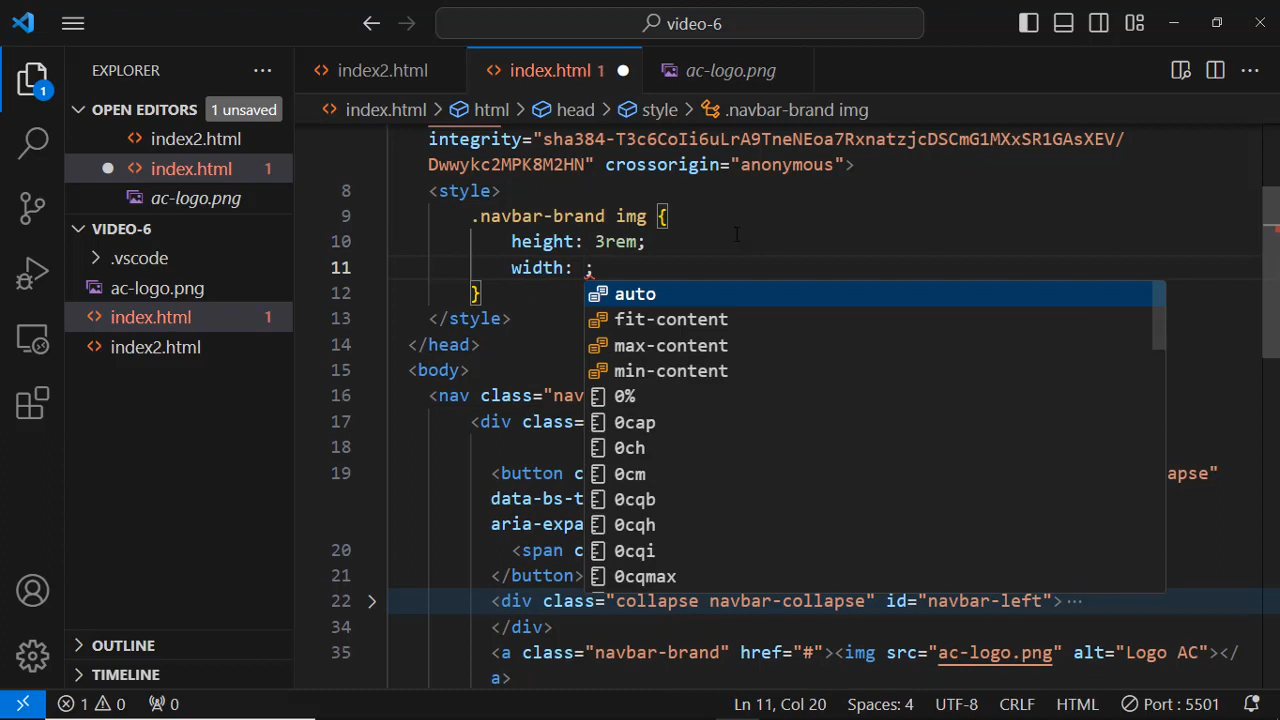 video-6
EXPLORER
index2.html
index.html 1
ac-logo.png
OPEN EDITORS 1 unsaved
index.html > html > head > style > .navbar-brand img
index2.html
index.html 1
ac-logo.png
VIDEO-6
.vscode
ac-logo.png
index.html 1
index2.html
OUTLINE
TIMELINE
1
integrity="sha384-T3c6CoIi6uLrA9TneNEoa7RxnatzjcDSCmG1MXxSR1GAsXEV/
Dwwykc2MPK8M2HN" crossorigin="anonymous">
8 <style>
9 .navbar-brand img {
10 height: 3rem;
11 width: ;
12 }
13 </style>
14 </head>
15 <body>
16 <nav class="nav
17 <div class=
18
19 <button c
apse"
data-bs-t
aria-expa
20 <span c
21 </button>
22 <div class="collapse navbar-collapse" id="navbar-left"> ...
34 </div>
35 <a class="navbar-brand" href="#"><img src="ac-logo.png" alt="Logo AC"></
a>
auto
fit-content
max-content
min-content
0%
0cap
0ch
0cm
0cqb
0cqh
0cqi
0cqmax
1 0 0 Ln 11, Col 20 Spaces: 4 UTF-8 CRLF HTML Port : 5501